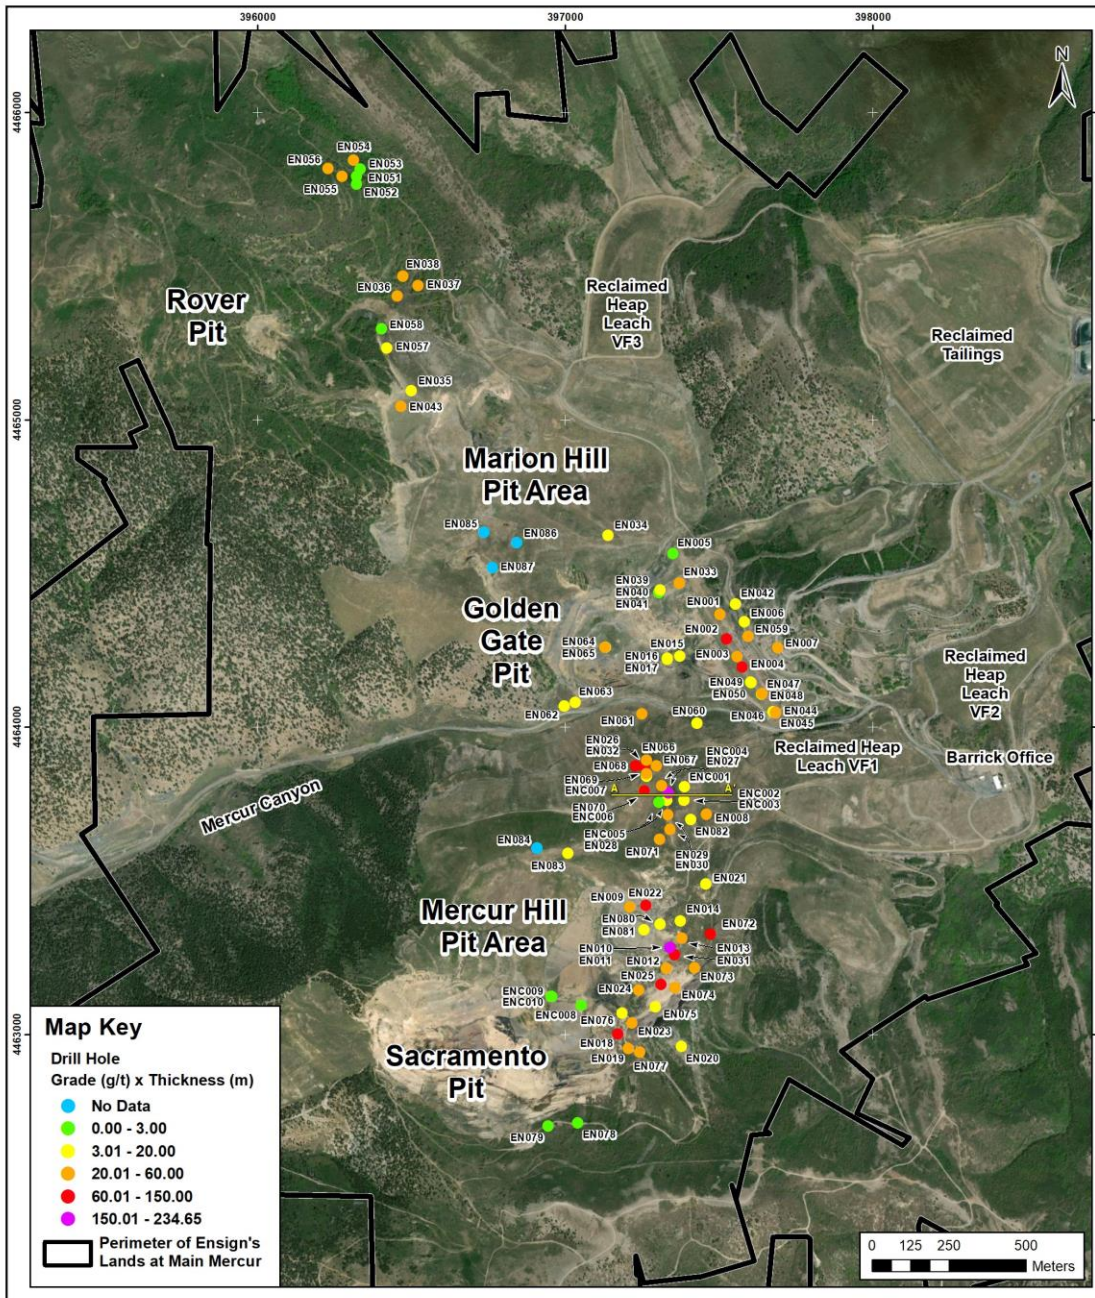 396000
397000
398000
4466000
N
EN054
EN056
EN053
EN051
EN055
EN052
EN038
EN036
EN037
Rover
Pit
EN058
EN057
EN035
EN043
Reclaimed
Heap
Leach
VF3
Reclaimed
Tailings
4465000
Marion Hill
Pit Area
EN085
EN086
EN034
EN087
EN005
EN039
EN040
EN041
EN033
EN042
EN001
EN006
EN002
EN059
Golden
Gate
Pit
EN064
EN065
EN015
EN016
EN017
EN003
EN007
EN004
EN049
EN047
EN050
EN048
EN063
EN062
EN061
EN060
EN046
EN044
EN045
Reclaimed
Heap
Leach
VF2
4464000
Reclaimed Heap
Leach VF1
Barrick Office
Mercur Canyon
EN026
EN032
EN066
ENC004
EN027
EN068
EN067
EN069
ENC007
ENC001
A
A'
ENC002
ENC003
EN070
ENC006
EN008
ENC005
EN028
EN082
EN071
EN029
EN030
EN084
EN083
EN021
EN022
EN009
EN014
EN080
EN072
EN081
Mercur Hill
Pit Area
EN010
EN011
EN013
EN031
EN012
EN025
EN073
EN024
EN074
ENC009
ENC010
ENC008
EN076
EN075
EN023
EN018
EN019
EN077
EN020
4463000
Sacramento
Pit
EN079
EN078
Map Key
Drill Hole
Grade (g/t) x Thickness (m)
No Data
0.00 - 3.00
3.01 - 20.00
20.01 - 60.00
60.01 - 150.00
150.01 - 234.65
Perimeter of Ensign's
Lands at Main Mercur
0 125 250 500
Meters